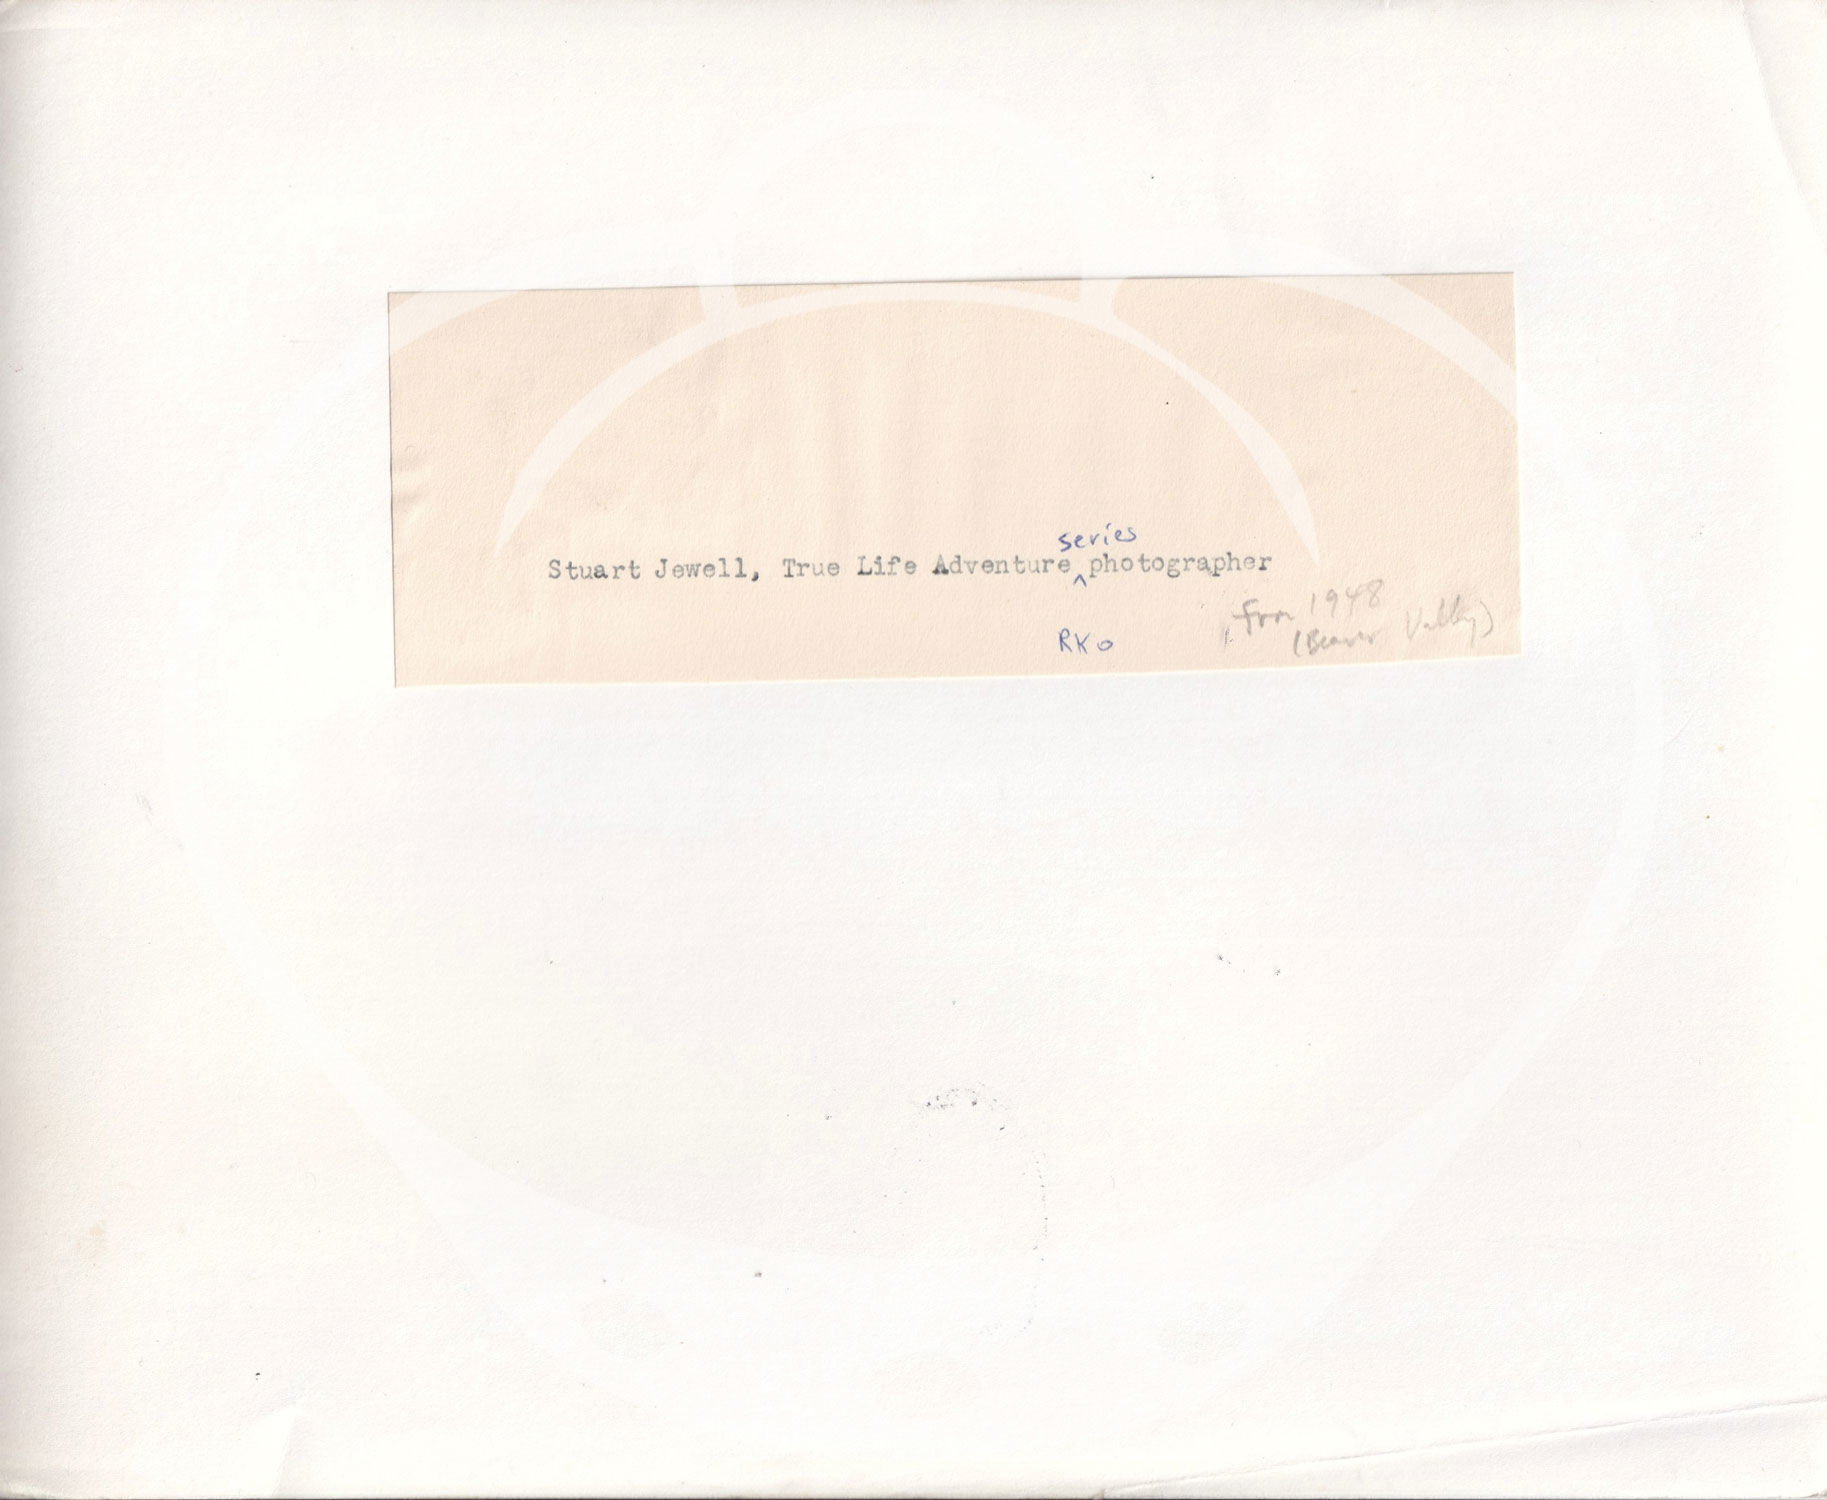 series
Stuart Jewell, True Life Adventure ^ photographer
from 1948
RKO (Beaver Valley)